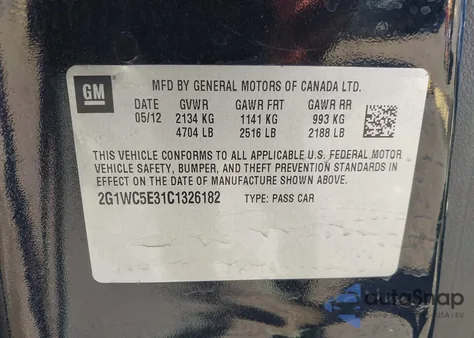 GM
MFD BY GENERAL MOTORS OF CANADA LTD.
DATE GVWR GAWR FRT GAWR RR
05/12 2134 KG 1141 KG 993 KG
4704 LB 2516 LB 2188 LB
THIS VEHICLE CONFORMS TO ALL APPLICABLE U.S. FEDERAL MOTOR
VEHICLE SAFETY, BUMPER, AND THEFT PREVENTION STANDARDS IN
EFFECT ON THE DATE OF MANUFACTURE SHOWN ABOVE.
2G1WC5E31C1326182 TYPE: PASS CAR
autoSnap